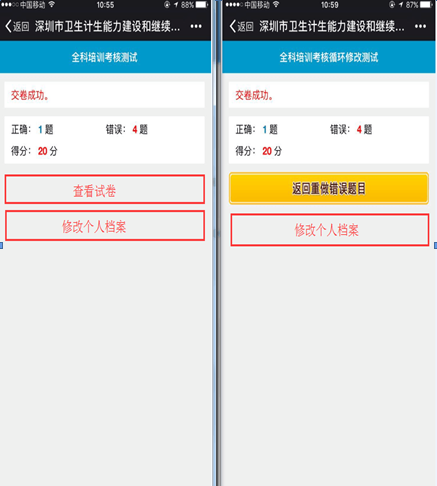 中国移动 10:55 88%
返回 深圳市卫生计生能力建设和继续...
全科培训考核测试
交卷成功。
正确: 1 题 错误: 4 题
得分: 20 分
查看试卷
修改个人档案
中国移动 10:59 87%
返回 深圳市卫生计生能力建设和继续...
全科培训考核循环修改测试
交卷成功。
正确: 1 题 错误: 4 题
得分: 20 分
返回重做错误题目
修改个人档案